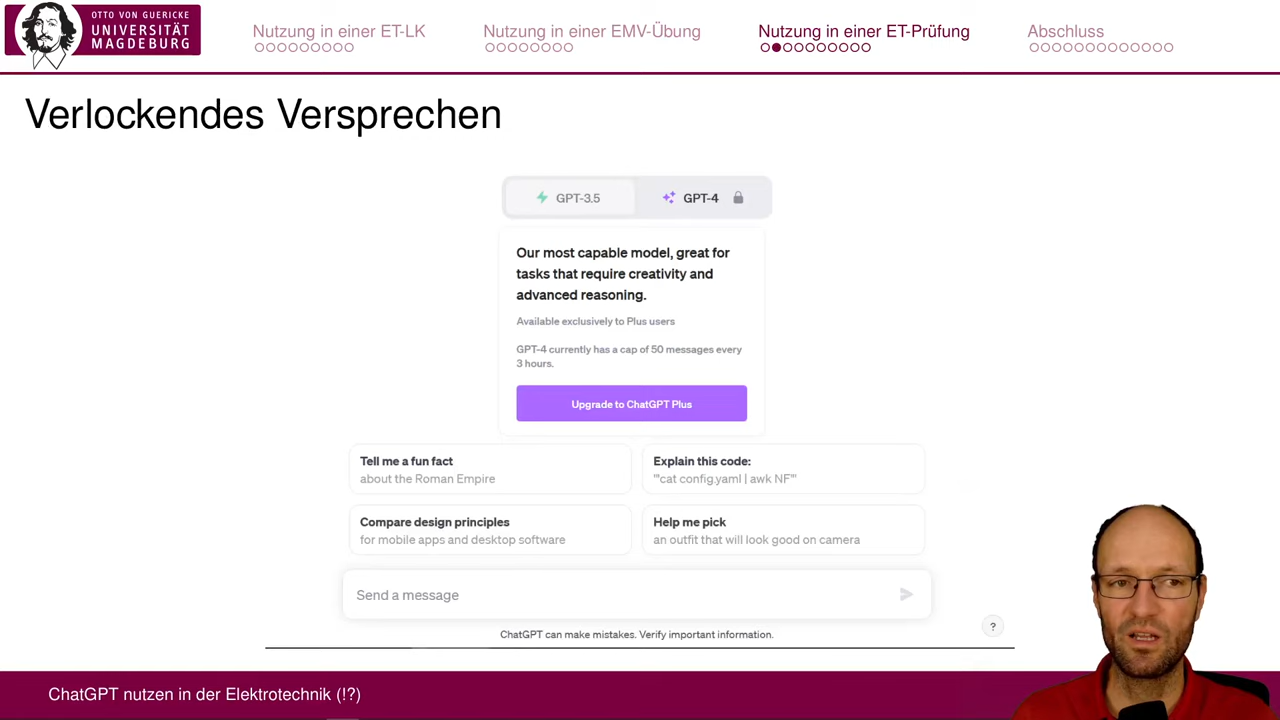 OTTO VON GUERICKE
UNIVERSITÄT
MAGDEBURG
Nutzung in einer ET-LK
Nutzung in einer EMV-Übung
Nutzung in einer ET-Prüfung
Abschluss
Verlockendes Versprechen
GPT-3.5
GPT-4
Our most capable model, great for
tasks that require creativity and
advanced reasoning.
Available exclusively to Plus users
GPT-4 currently has a cap of 50 messages every
3 hours.
Upgrade to ChatGPT Plus
Tell me a fun fact
about the Roman Empire
Explain this code:
"'cat config.yaml | awk NF'"
Compare design principles
for mobile apps and desktop software
Help me pick
an outfit that will look good on camera
Send a message
ChatGPT can make mistakes. Verify important information.
?
ChatGPT nutzen in der Elektrotechnik (!?)